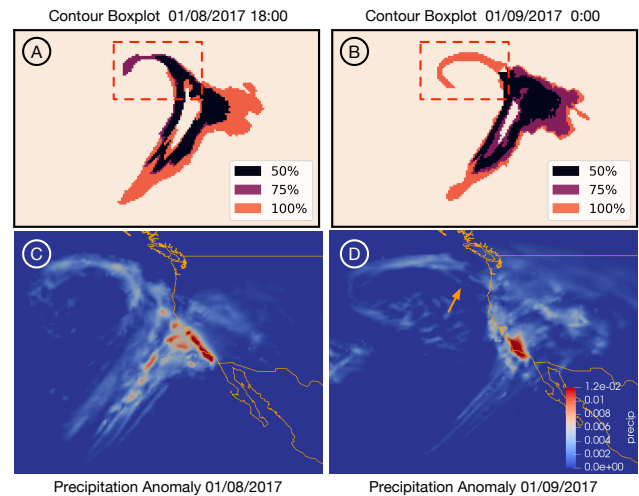 Contour Boxplot 01/08/2017 18:00
Contour Boxplot 01/09/2017 0:00
A
50%
75%
100%
B
50%
75%
100%
C
D
1.2e-02
0.01
0.008
0.006
0.004
0.002
0.0e+00
precip
Precipitation Anomaly 01/08/2017
Precipitation Anomaly 01/09/2017